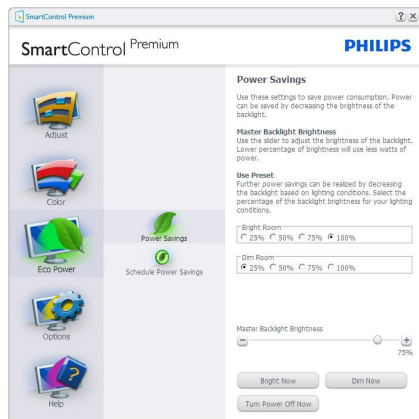 SmartControl Premium
SmartControl Premium
PHILIPS
Adjust
Color
Eco Power
Options
Help
Power Savings
Schedule Power Savings
Power Savings
Use these settings to save power consumption. Power
can be saved by decreasing the brightness of the
backlight.
Master Backlight Brightness
Use the slider to adjust the brightness of the backlight.
Lower percentage of brightness will use less watts of
power.
Use Preset
Further power savings can be realized by decreasing
the backlight based on lighting conditions. Select the
percentage of the backlight brightness for your lighting
conditions.
Bright Room
25% 50% 75% 100%
Dim Room
25% 50% 75% 100%
Master Backlight Brightness
75%
Bright Now Dim Now
Turn Power Off Now